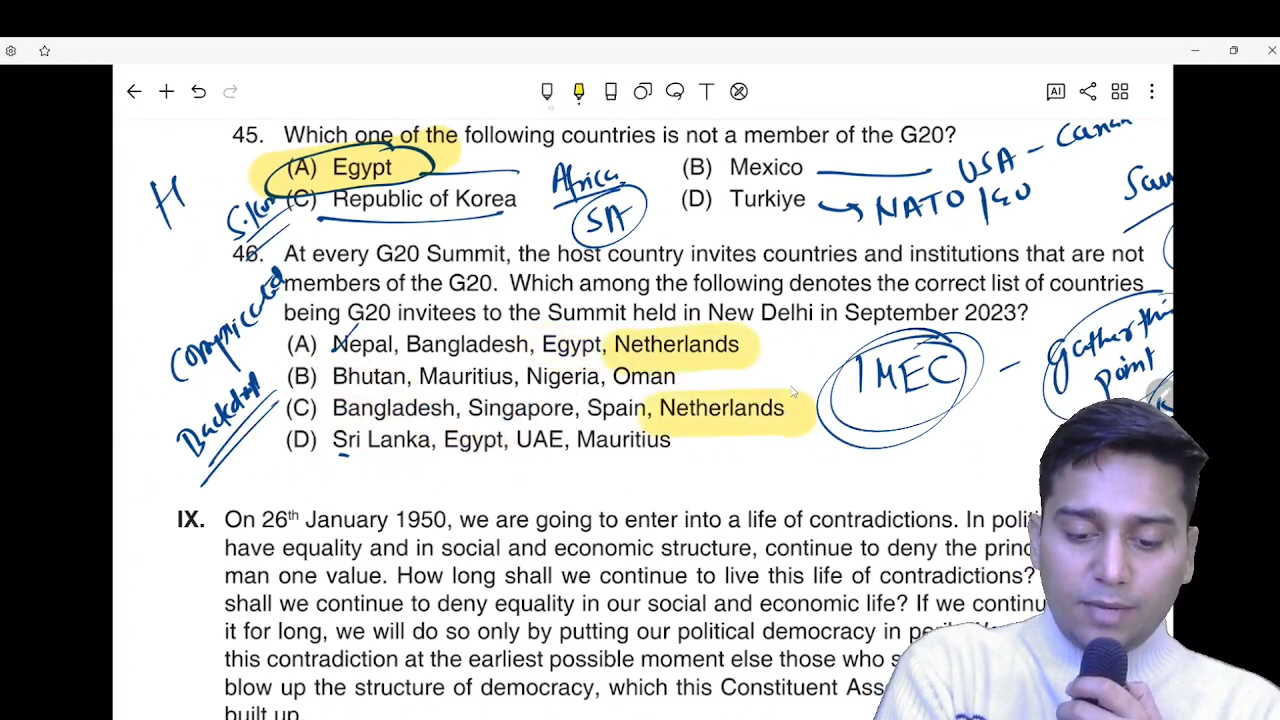 45. Which one of the following countries is not a member of the G20?
(A) Egypt
(B) Mexico
(C) Republic of Korea
(D) Turkiye
Africa
SA
USA -
NATO
H
Backdrop
IMEC -
point
46. At every G20 Summit, the host country invites countries and institutions that are not
members of the G20. Which among the following denotes the correct list of countries
being G20 invitees to the Summit held in New Delhi in September 2023?
(A) Nepal, Bangladesh, Egypt, Netherlands
(B) Bhutan, Mauritius, Nigeria, Oman
(C) Bangladesh, Singapore, Spain, Netherlands
(D) Sri Lanka, Egypt, UAE, Mauritius
IX. On 26th January 1950, we are going to enter into a life of contradictions. In
have equality and in social and economic structure, continue to deny the
man one value. How long shall we continue to live this life of contradictions?
shall we continue to deny equality in our social and economic life? If we
it for long, we will do so only by putting our political democracy in
this contradiction at the earliest possible moment else those who
blow up the structure of democracy, which this Constituent
built up.
AI